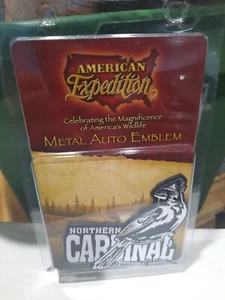 AMERICAN
Expedition
Celebrating the Magnificence
of America's Wildlife
METAL AUTO EMBLEM
NORTHERN
CARDINAL